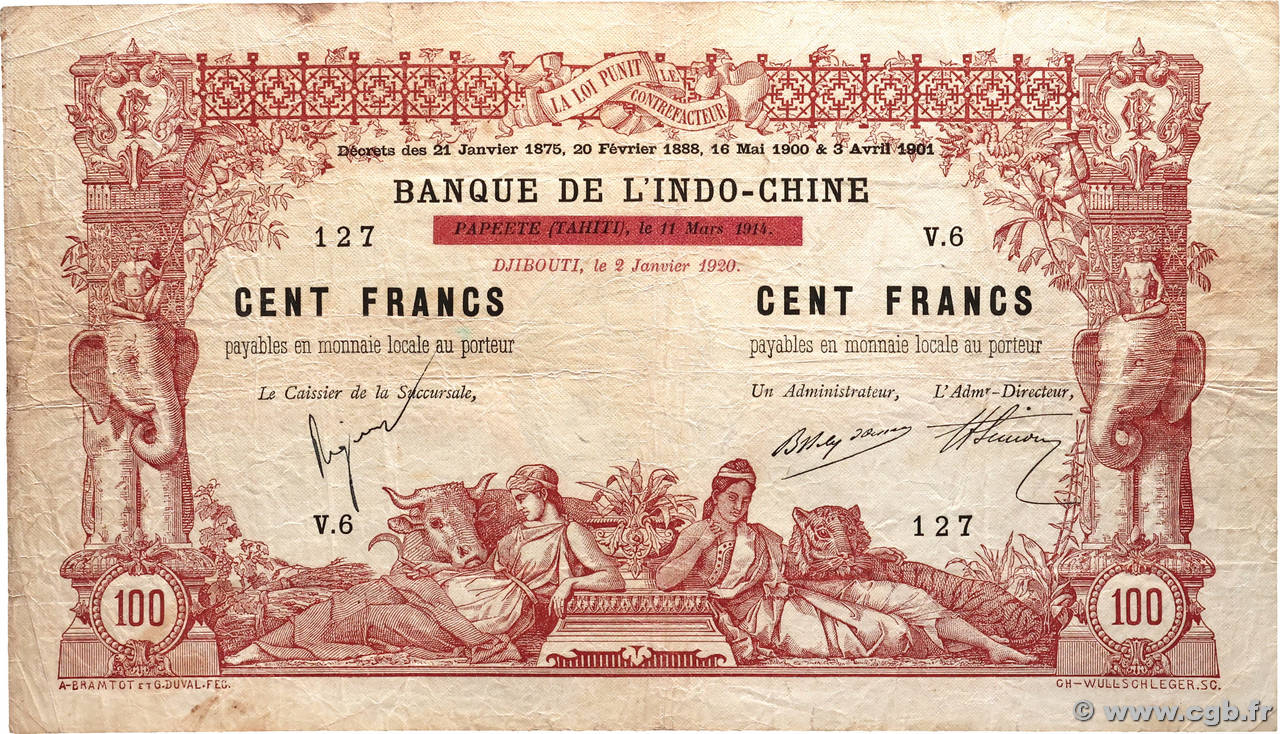 LA LOI PUNIT LE CONTREFACTEUR
Décrets des 21 Janvier 1875, 20 Février 1888, 16 Mai 1900 & 3 Avril 1901
BANQUE DE L'INDO-CHINE
PAPEETE (TAHITI), le 11 Mars 1914.
127 V.6
DJIBOUTI, le 2 Janvier 1920.
CENT FRANCS CENT FRANCS
payables en monnaie locale au porteur payables en monnaie locale au porteur
Le Caissier de la Succursale, Un Administrateur, L'Admr-Directeur,
V.6 127
100 100
A-BRAMTOT ET G.DUVAL.FEC. CH-WULLSCHLEGER.SC.
© www.cgb.fr